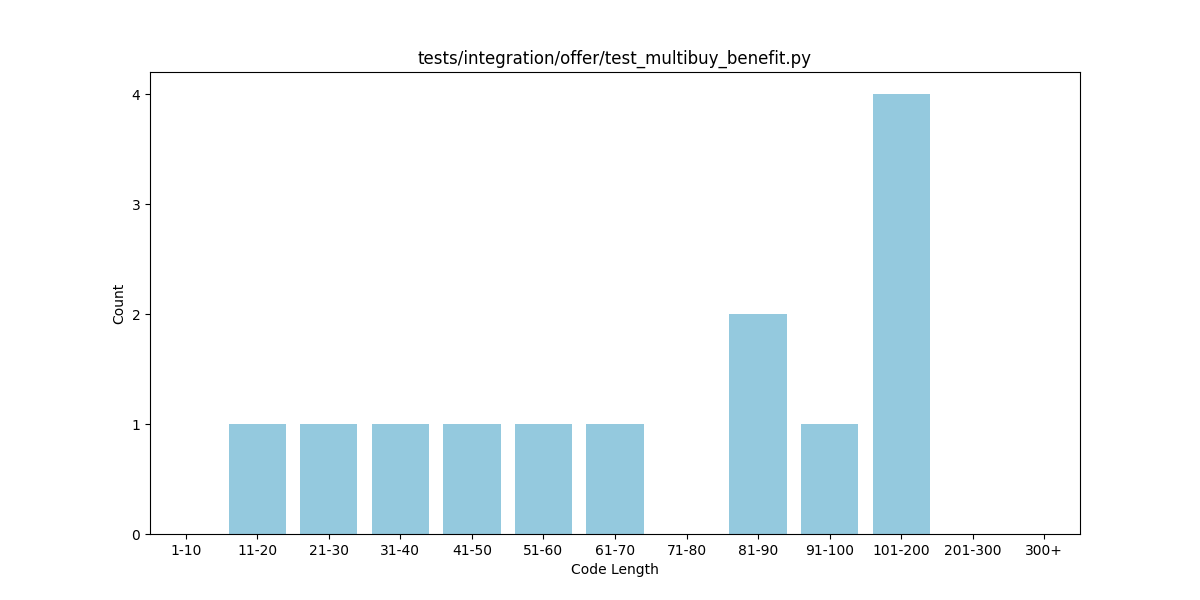 tests/integration/offer/test_multibuy_benefit.py
4
3
2
1
0
Count
1-10 11-20 21-30 31-40 41-50 51-60 61-70 71-80 81-90 91-100 101-200 201-300 300+
Code Length